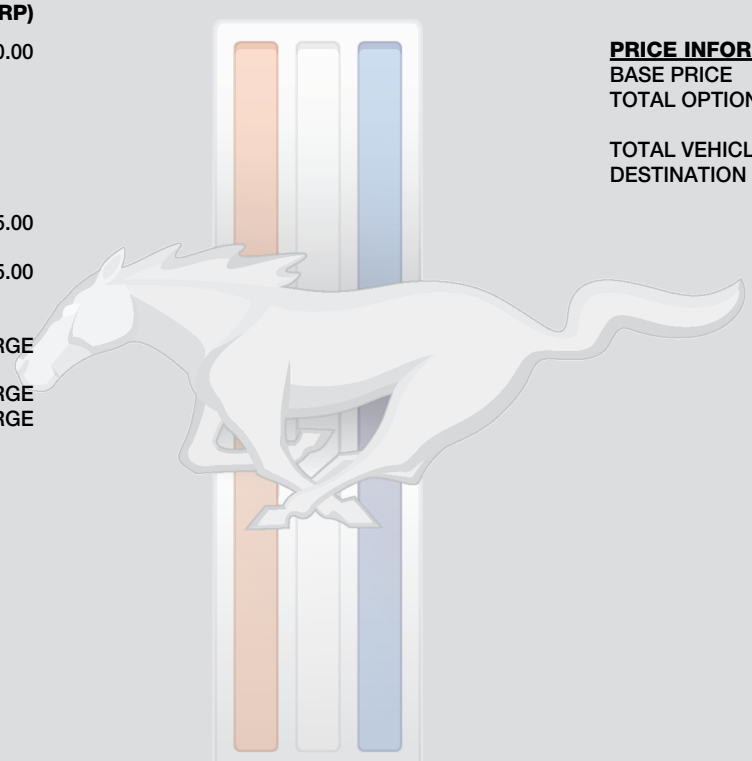 RP)
0.00
5.00
5.00
RGE
RGE
RGE
PRICE INFOR
BASE PRICE
TOTAL OPTION
TOTAL VEHICL
DESTINATION